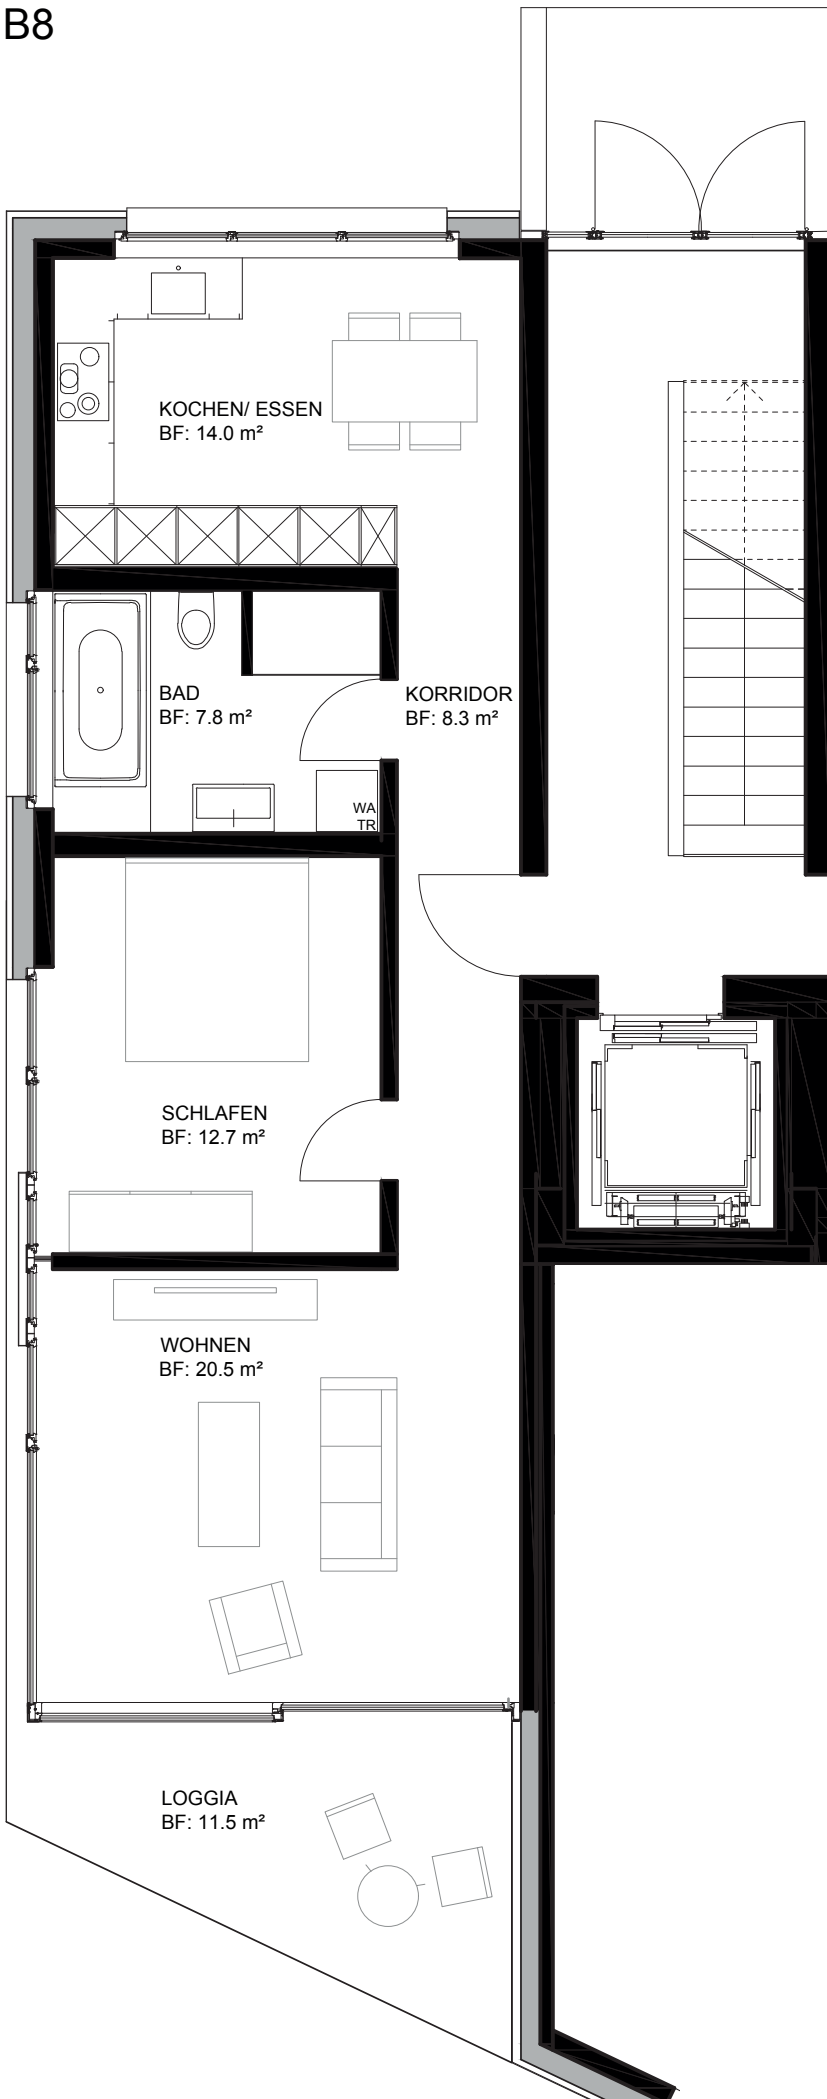 B8
KOCHEN/ ESSEN
BF: 14.0 m²
BAD
BF: 7.8 m²
KORRIDOR
BF: 8.3 m²
WA
TR
SCHLAFEN
BF: 12.7 m²
WOHNEN
BF: 20.5 m²
LOGGIA
BF: 11.5 m²